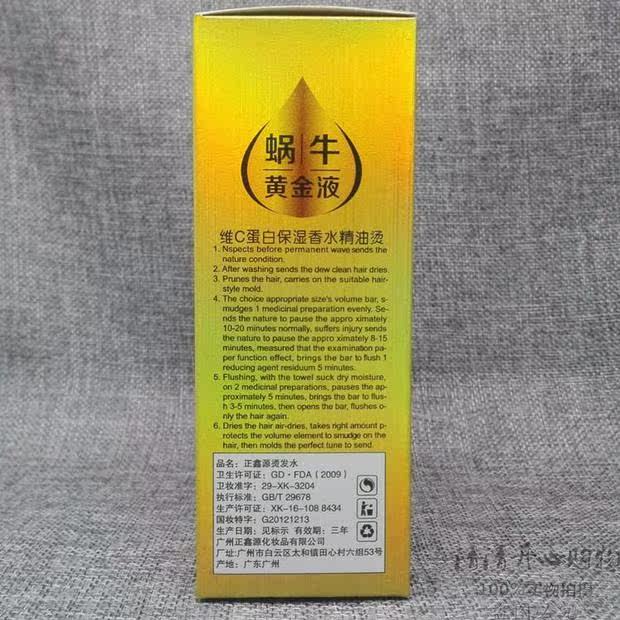 蜗牛
黄金液
维C蛋白保湿香水精油烫
1. Nspects before permanent wave sends the
nature condition.
2. After washing sends the dew clean hair dries.
3. Prunes the hair, carries on the suitable hair-
style mold.
4. The choice appropriate size's volume bar, s-
mudges 1 medicinal preparation evenly. Se-
nds the nature to pause the appro ximately
10-20 minutes normally, suffers injury sends
the nature to pause the appro ximately 8-15
minutes, measured that the examination pa-
per function effect, brings the bar to flush 1
reducing agent residuum 5 minutes.
5. Flushing, with the towel suck dry moisture,
on 2 medicinal preparations, pauses the ap-
proximately 5 minutes, brings the bar to flus-
h 3-5 minutes, then opens the bar, flushes o-
nly the hair again.
6. Dries the hair air-dries, takes right amount p-
rotects the volume element to smudge on the
hair, then molds the perfect tune to send.
品名：正鑫源烫发水
卫生许可证：GD·FDA（2009）
卫妆准字：29-XK-3204
执行标准：GB/T 29678
生产许可证：XK-16-108 8434
国妆特字：G20121213
生产日期：见标示 有效期：三年
广州正鑫源化妆品有限公司
厂址：广州市白云区太和镇田心村六组53号
产地：广东广州
开心购物
100%实物拍摄